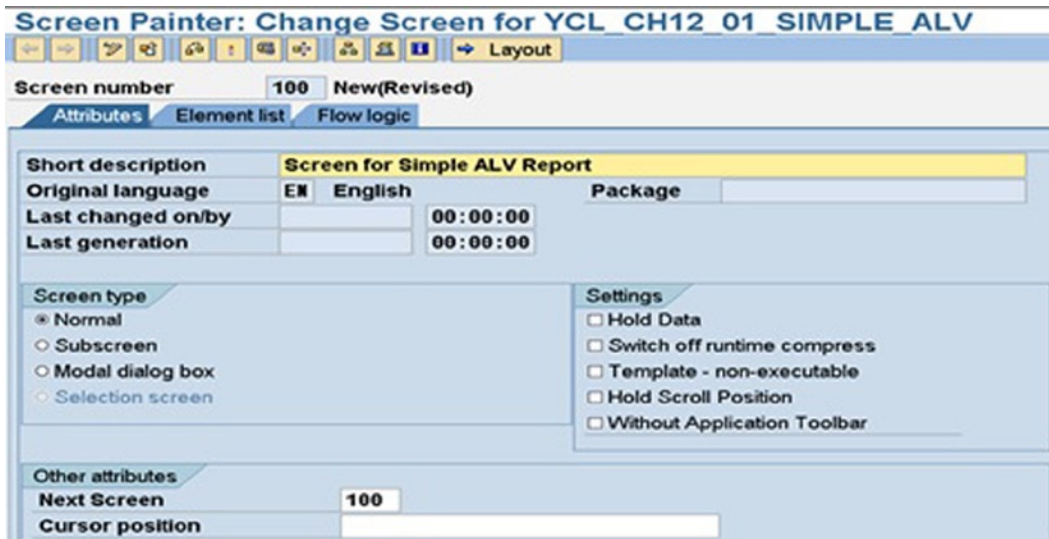 Screen Painter: Change Screen for YCL_CH12_01_SIMPLE_ALV
Layout
Screen number 100 New(Revised)
Attributes Element list Flow logic
Short description Screen for Simple ALV Report
Original language EN English Package
Last changed on/by 00:00:00
Last generation 00:00:00
Screen type Settings
Normal Hold Data
Subscreen Switch off runtime compress
Modal dialog box Template - non-executable
Selection screen Hold Scroll Position
Without Application Toolbar
Other attributes
Next Screen 100
Cursor position